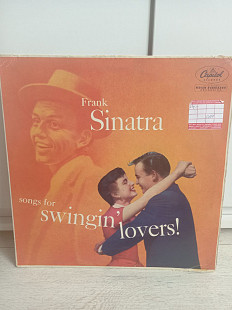 Capitol
Frank
Sinatra
songs for
swingin'
lovers!